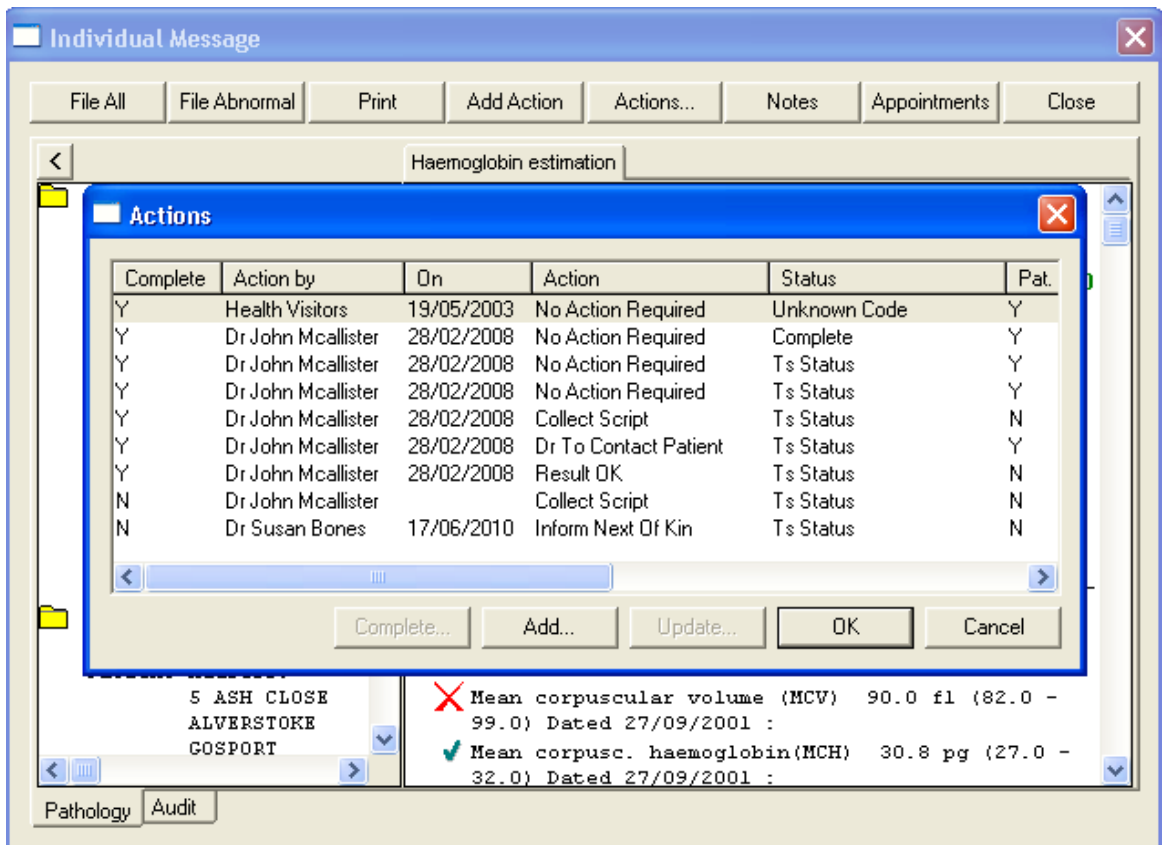 Individual Message
File All File Abnormal Print Add Action Actions... Notes Appointments Close
< Haemoglobin estimation
Actions
Complete Action by On Action Status Pat.
Y Health Visitors 19/05/2003 No Action Required Unknown Code Y
Y Dr John Mcallister 28/02/2008 No Action Required Complete Y
Y Dr John Mcallister 28/02/2008 No Action Required Ts Status Y
Y Dr John Mcallister 28/02/2008 No Action Required Ts Status Y
Y Dr John Mcallister 28/02/2008 Collect Script Ts Status N
Y Dr John Mcallister 28/02/2008 Dr To Contact Patient Ts Status Y
Y Dr John Mcallister 28/02/2008 Result OK Ts Status N
N Dr John Mcallister Collect Script Ts Status N
N Dr Susan Bones 17/06/2010 Inform Next Of Kin Ts Status N
Complete... Add... Update... OK Cancel
5 ASH CLOSE
ALVERSTOKE
GOSPORT
Mean corpuscular volume (MCV) 90.0 fl (82.0 -
99.0) Dated 27/09/2001 :
Mean corpusc. haemoglobin(MCH) 30.8 pg (27.0 -
32.0) Dated 27/09/2001 :
Pathology Audit